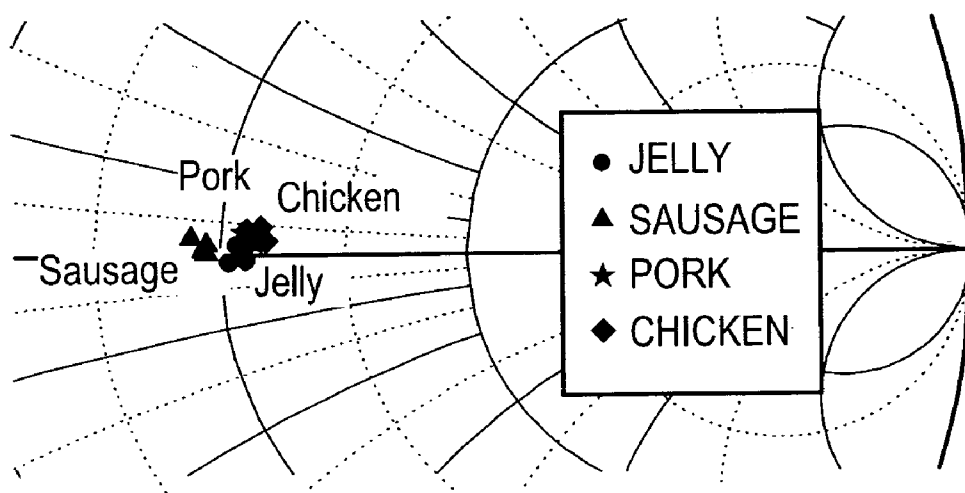 Pork
Chicken
Sausage
Jelly
JELLY
SAUSAGE
PORK
CHICKEN